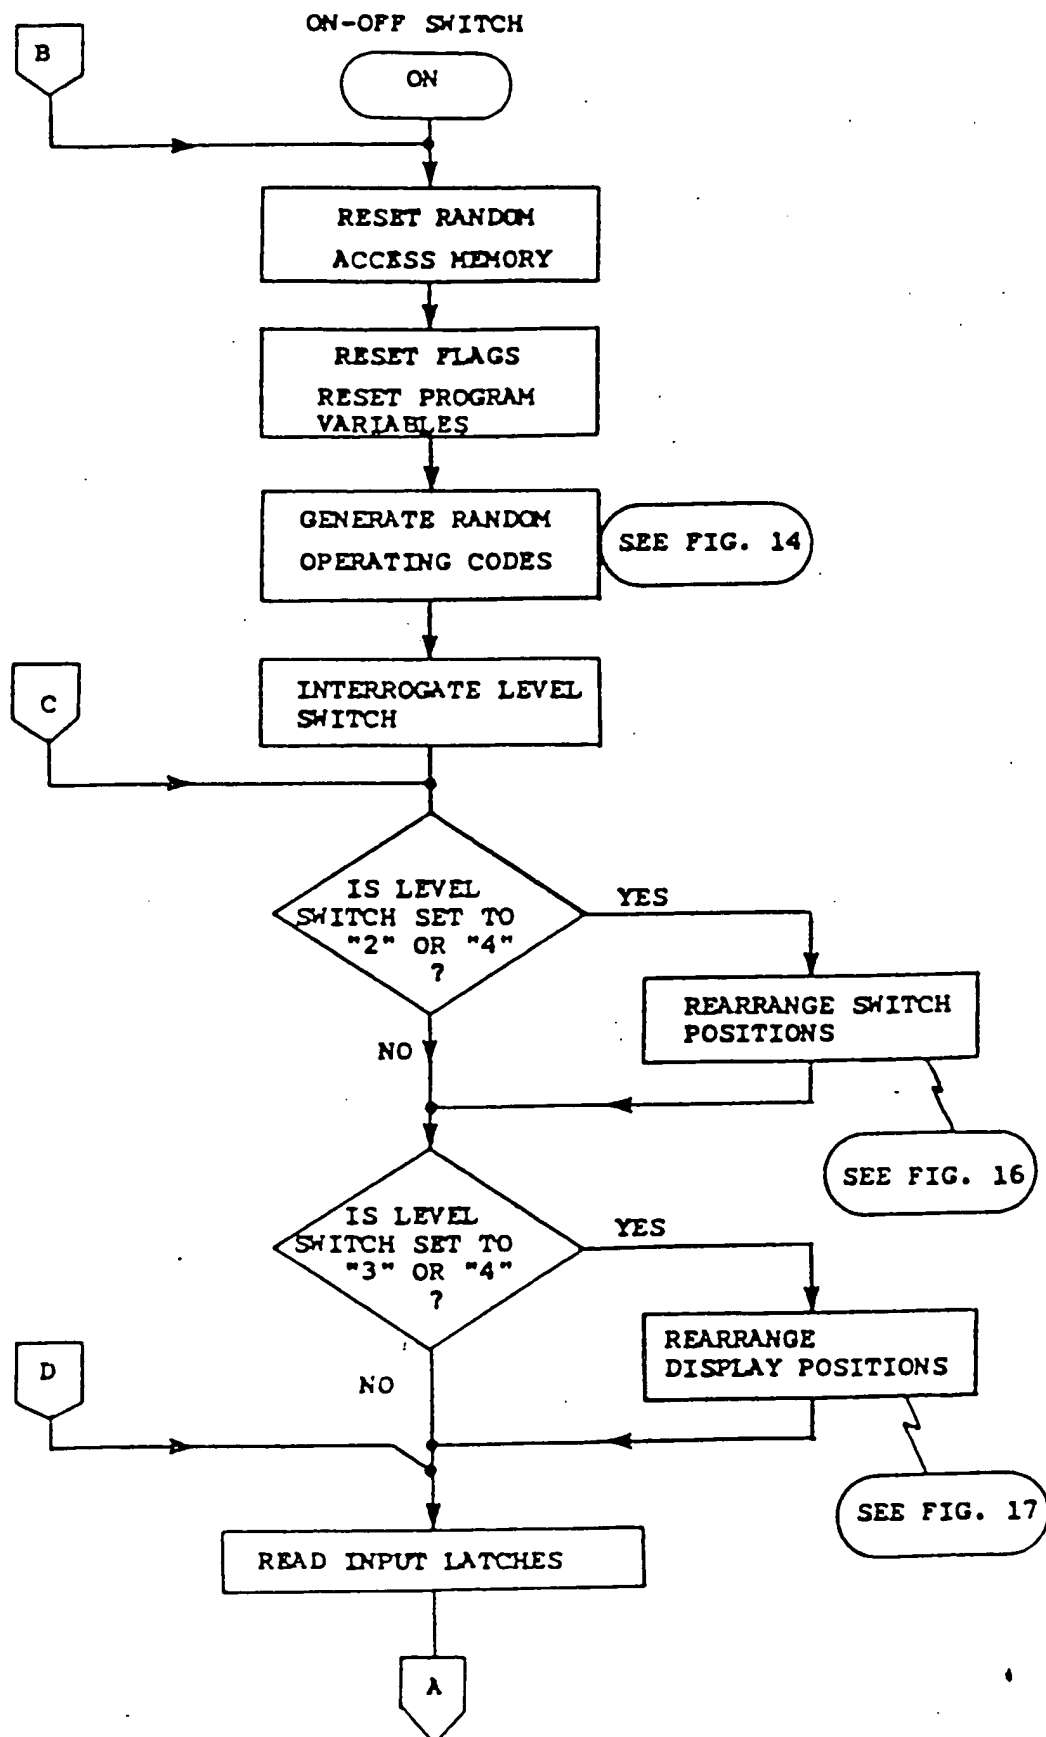 ON-OFF SWITCH
B
ON
RESET RANDOM
ACCESS MEMORY
RESET FLAGS
RESET PROGRAM
VARIABLES
GENERATE RANDOM
OPERATING CODES
SEE FIG. 14
INTERROGATE LEVEL
SWITCH
C
IS LEVEL
SWITCH SET TO
"2" OR "4"
?
YES
REARRANGE SWITCH
POSITIONS
NO
SEE FIG. 16
IS LEVEL
SWITCH SET TO
"3" OR "4"
?
YES
REARRANGE
DISPLAY POSITIONS
D
NO
SEE FIG. 17
READ INPUT LATCHES
A